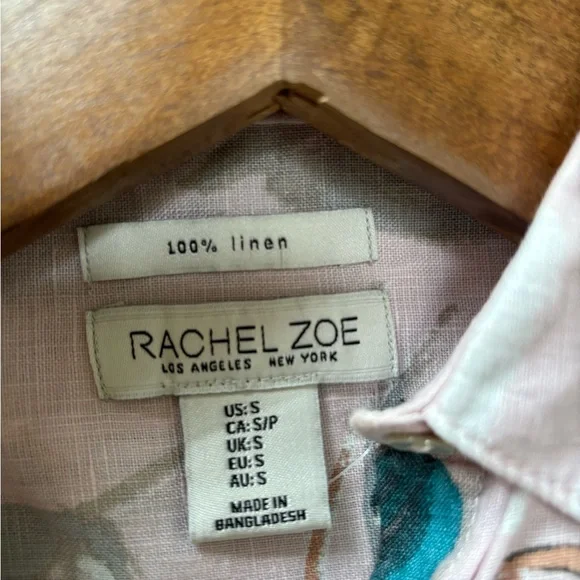 100% linen
RACHEL ZOE
LOS ANGELES NEW YORK
US: S
CA: S/P
UK: S
EU: S
AU: S
MADE IN
BANGLADESH